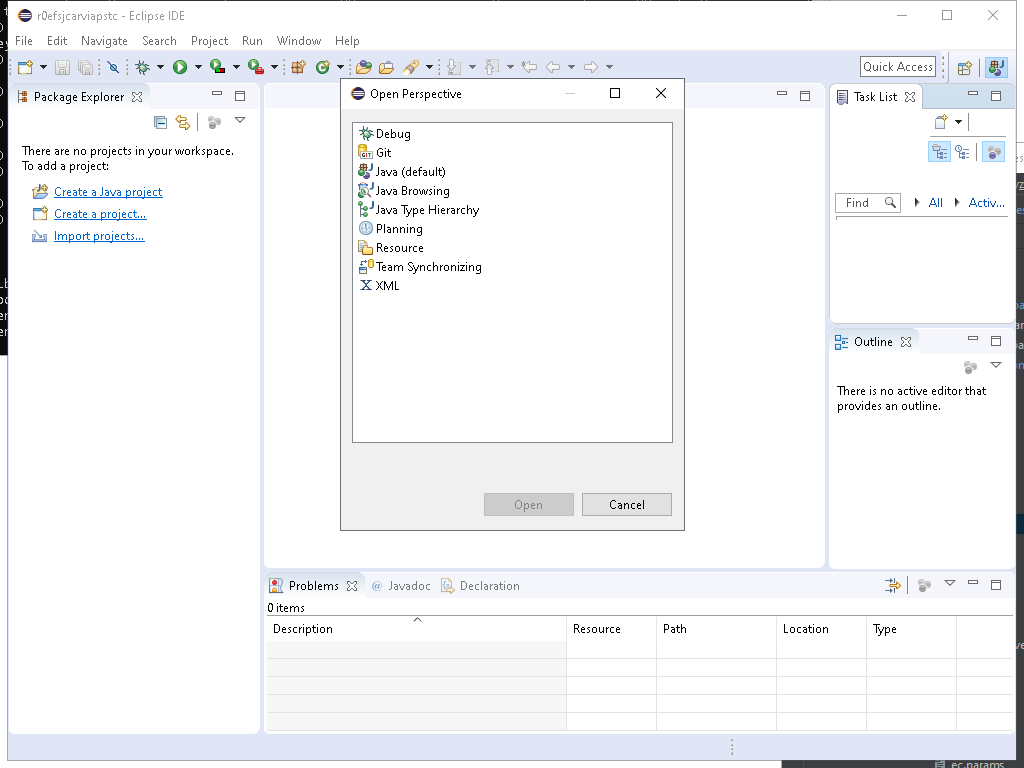 r0efsjcarviapstc - Eclipse IDE
File Edit Navigate Search Project Run Window Help
Quick Access
Package Explorer
There are no projects in your workspace.
To add a project:
Create a Java project
Create a project...
Import projects...
Open Perspective
Debug
Git
Java (default)
Java Browsing
Java Type Hierarchy
Planning
Resource
Team Synchronizing
XML
Open
Cancel
Task List
Find
All
Activ...
Outline
There is no active editor that
provides an outline.
Problems
@ Javadoc
Declaration
0 items
Description Resource Path Location Type
ec.params